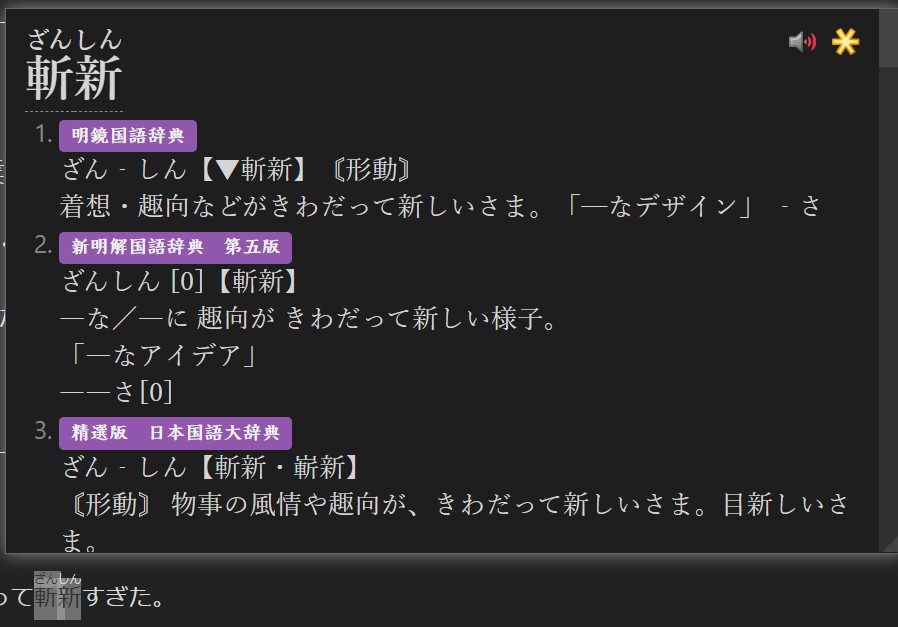 ざんしん
斬新
1. 明鏡国語辞典
ざん‐しん【▼斬新】〘形動〙
着想・趣向などがきわだって新しいさま。「―なデザイン」 ‐さ
2. 新明解国語辞典　第五版
ざんしん [0]【斬新】
―な／―に 趣向が きわだって新しい様子。
「―なアイデア」
――さ[0]
3. 精選版　日本国語大辞典
ざん‐しん【斬新・嶄新】
〘形動〙 物事の風情や趣向が、きわだって新しいさま。目新しいさ
ま。
ざんしん
って斬新すぎた。